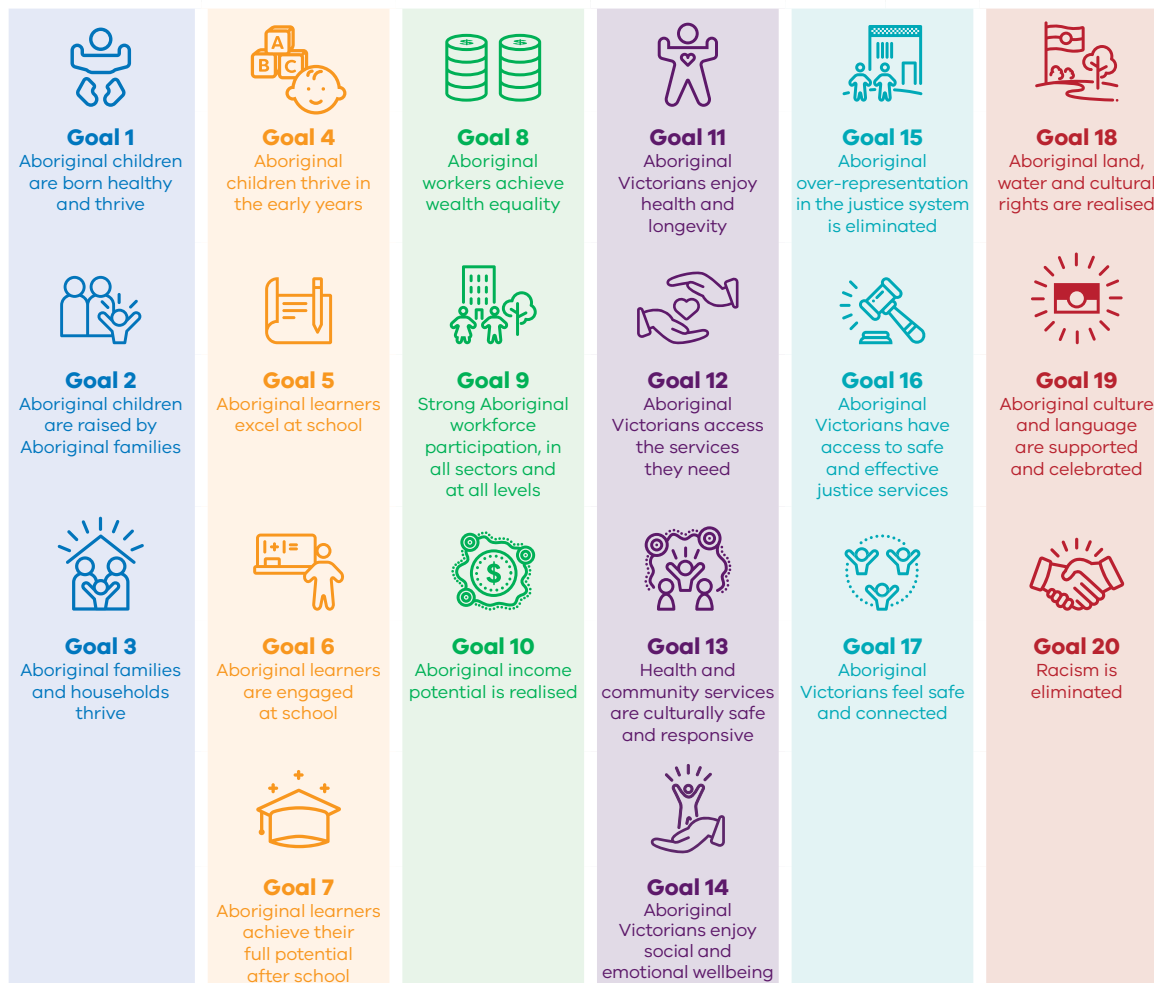 Goal 1
Aboriginal children
are born healthy
and thrive
Goal 2
Aboriginal children
are raised by
Aboriginal families
Goal 3
Aboriginal families
and households
thrive
A
B C
Goal 4
Aboriginal
children thrive in
the early years
Goal 5
Aboriginal learners
excel at school
1+1=
Goal 6
Aboriginal learners
are engaged
at school
Goal 7
Aboriginal learners
achieve their
full potential
after school
$ $
Goal 8
Aboriginal
workers achieve
wealth equality
Goal 9
Strong Aboriginal
workforce
participation, in
all sectors and
at all levels
$
Goal 10
Aboriginal income
potential is realised
Goal 11
Aboriginal
Victorians enjoy
health and
longevity
Goal 12
Aboriginal
Victorians access
the services
they need
Goal 13
Health and
community services
are culturally safe
and responsive
Goal 14
Aboriginal
Victorians enjoy
social and
emotional wellbeing
Goal 15
Aboriginal
over-representation
in the justice system
is eliminated
Goal 16
Aboriginal
Victorians have
access to safe
and effective
justice services
Goal 17
Aboriginal
Victorians feel safe
and connected
Goal 18
Aboriginal land,
water and cultural
rights are realised
Goal 19
Aboriginal culture
and language
are supported
and celebrated
Goal 20
Racism is
eliminated